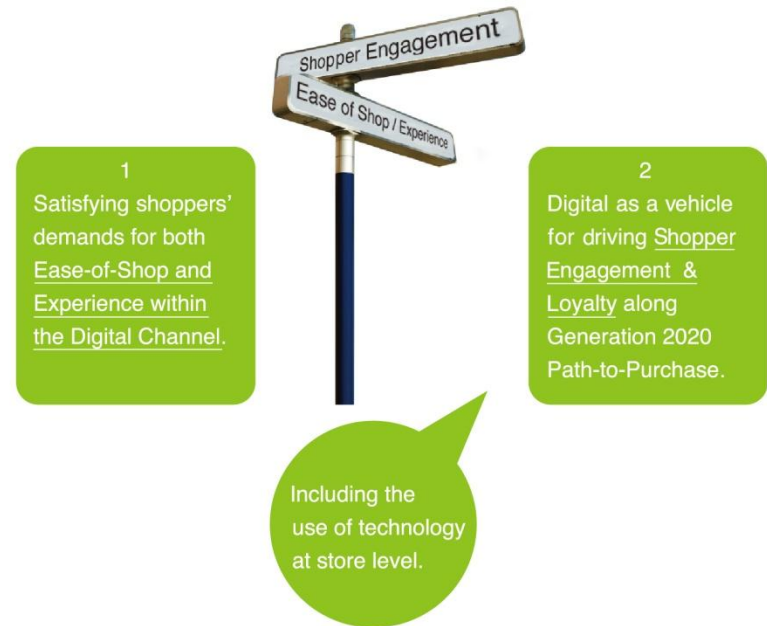 Shopper Engagement
Ease of Shop / Experience
1
Satisfying shoppers’
demands for both
Ease-of-Shop and
Experience within
the Digital Channel.
2
Digital as a vehicle
for driving Shopper
Engagement &
Loyalty along
Generation 2020
Path-to-Purchase.
Including the
use of technology
at store level.